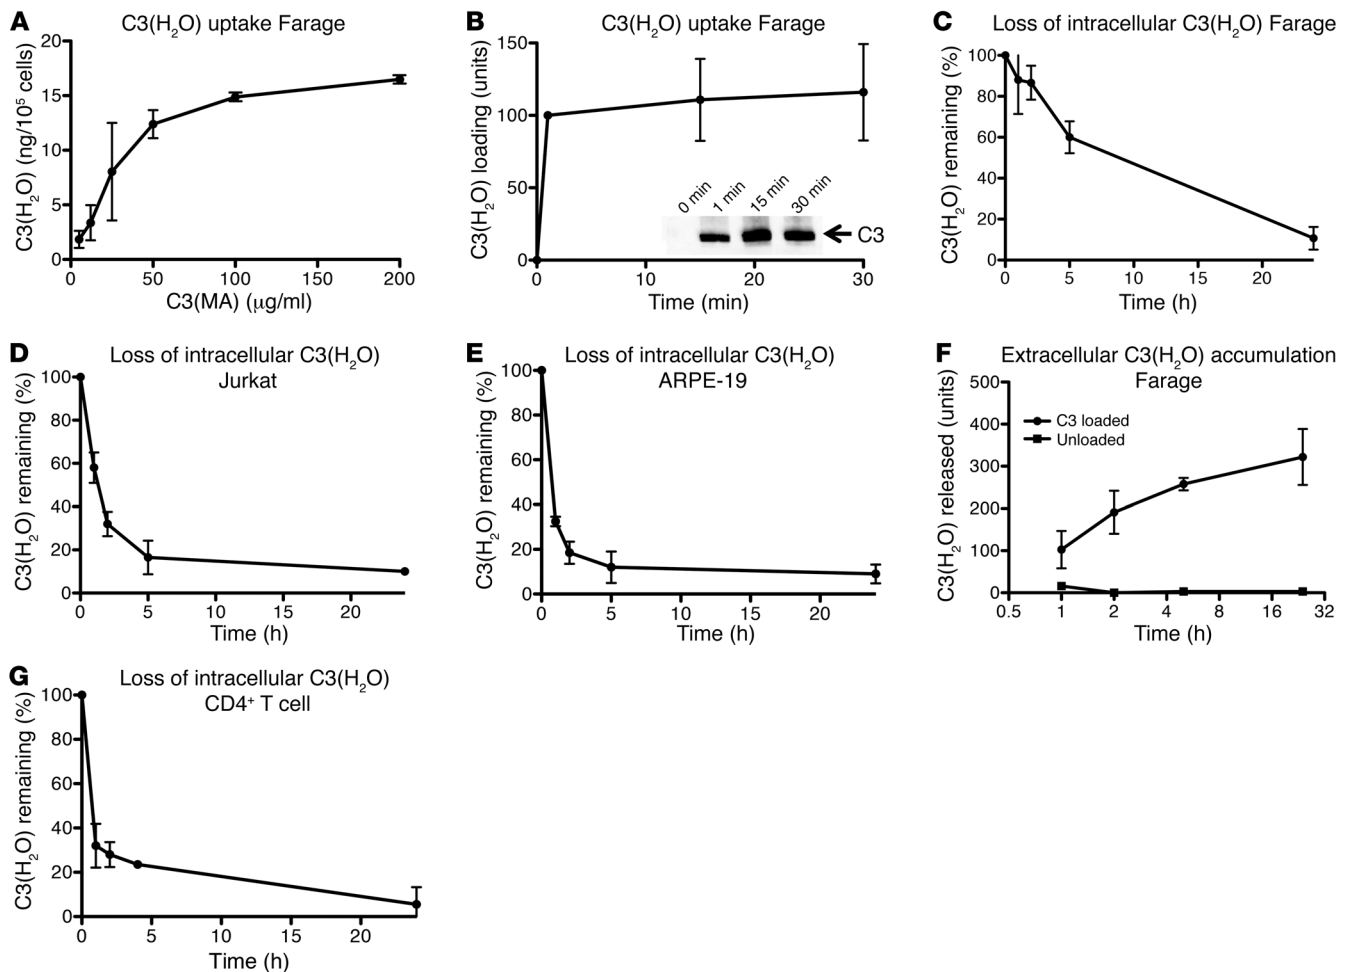 A
C3(H₂O) uptake Farage
C3(H₂O) (ng/10⁵ cells)
20
15
10
5
0
0 50 100 150 200
C3(MA) (μg/ml)
B
C3(H₂O) uptake Farage
C3(H₂O) loading (units)
150
100
50
0
0 min 1 min 15 min 30 min
C3
0 10 20 30
Time (min)
C
Loss of intracellular C3(H₂O) Farage
C3(H₂O) remaining (%)
100
80
60
40
20
0
0 5 10 15 20
Time (h)
D
Loss of intracellular C3(H₂O)
Jurkat
C3(H₂O) remaining (%)
100
80
60
40
20
0
0 5 10 15 20
Time (h)
E
Loss of intracellular C3(H₂O)
ARPE-19
C3(H₂O) remaining (%)
100
80
60
40
20
0
0 5 10 15 20
Time (h)
F
Extracellular C3(H₂O) accumulation
Farage
C3(H₂O) released (units)
500
400
300
200
100
0
C3 loaded
Unloaded
0.5 1 2 4 8 16 32
Time (h)
G
Loss of intracellular C3(H₂O)
CD4⁺ T cell
C3(H₂O) remaining (%)
100
80
60
40
20
0
0 5 10 15 20
Time (h)